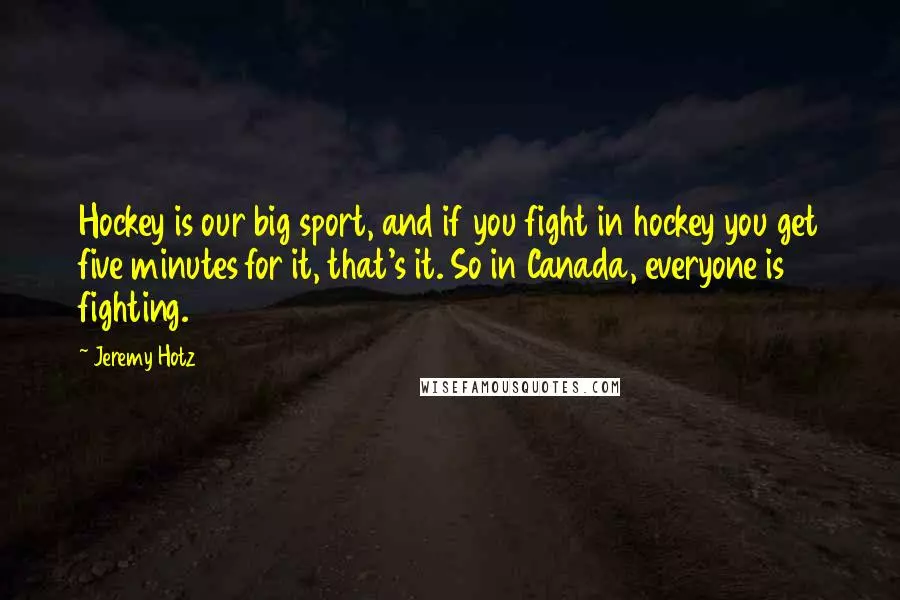 Hockey is our big sport, and if you fight in hockey you get
five minutes for it, that's it. So in Canada, everyone is
fighting.
~ Jeremy Hotz
WISEFAMOUSQUOTES.COM